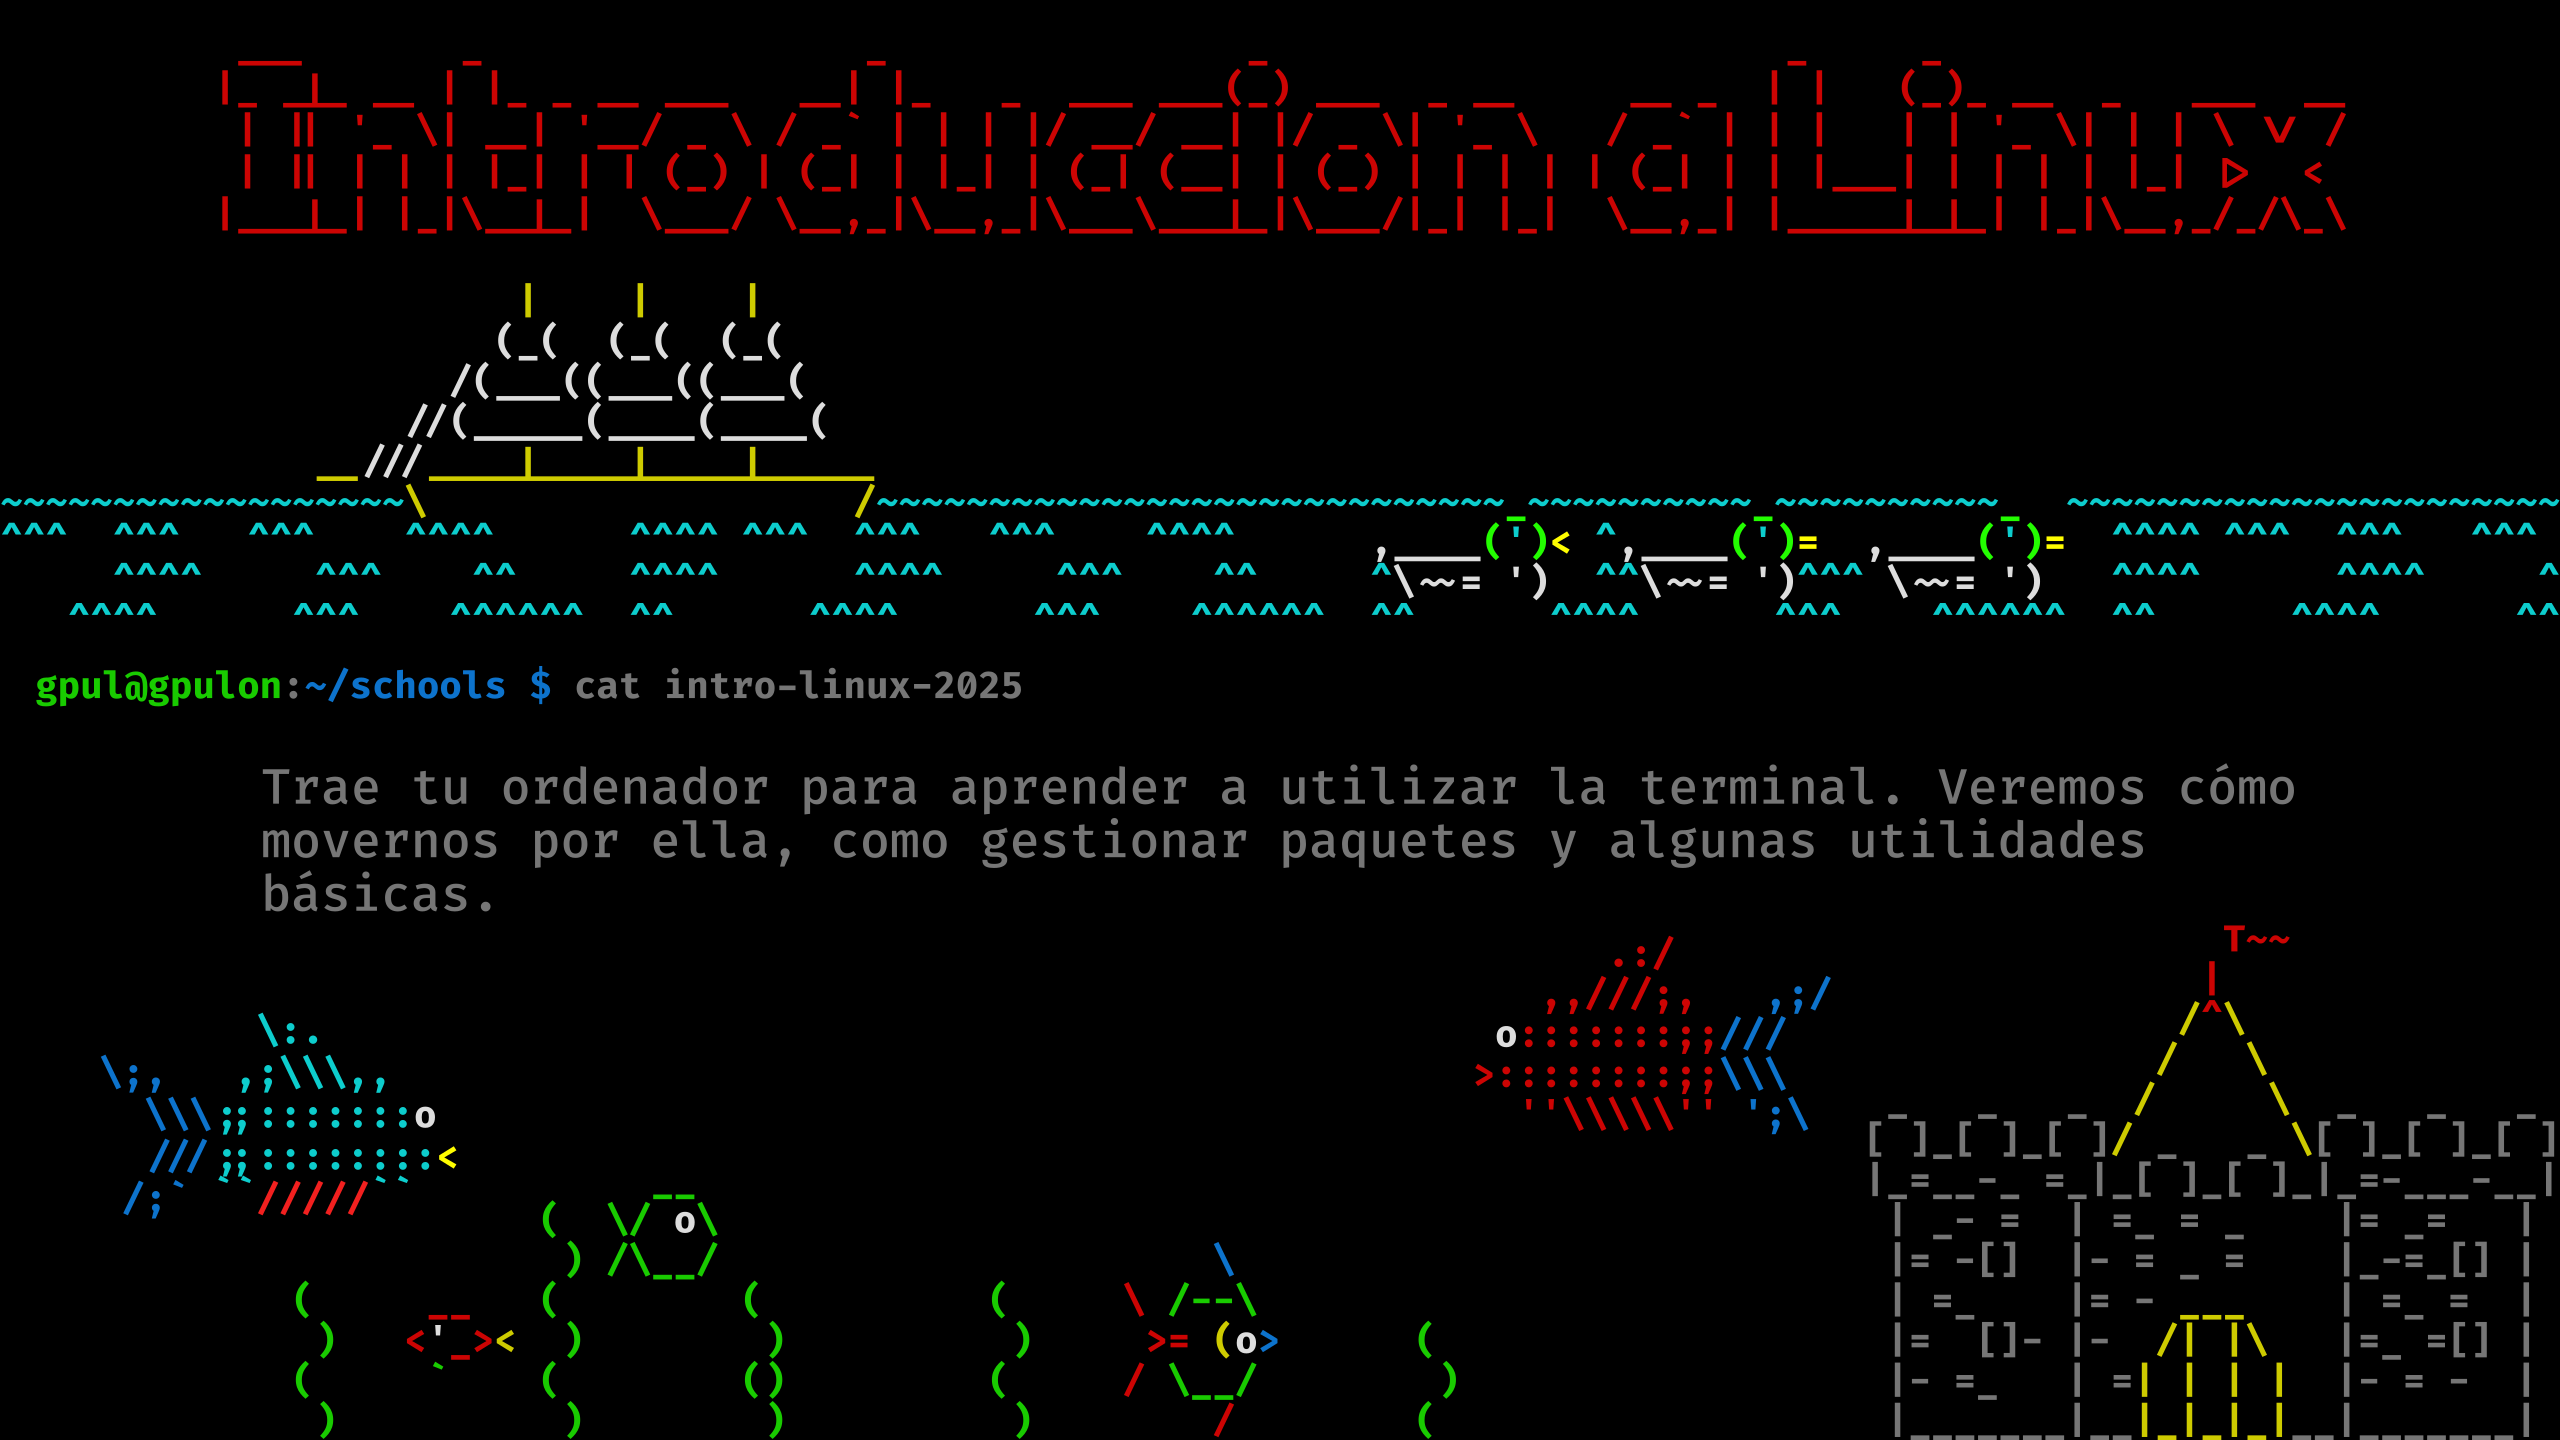 Introduccion a Linux
gpul@gpulon:~/schools $ cat intro-linux-2025
Trae tu ordenador para aprender a utilizar la terminal. Veremos cómo
movernos por ella, como gestionar paquetes y algunas utilidades
básicas.